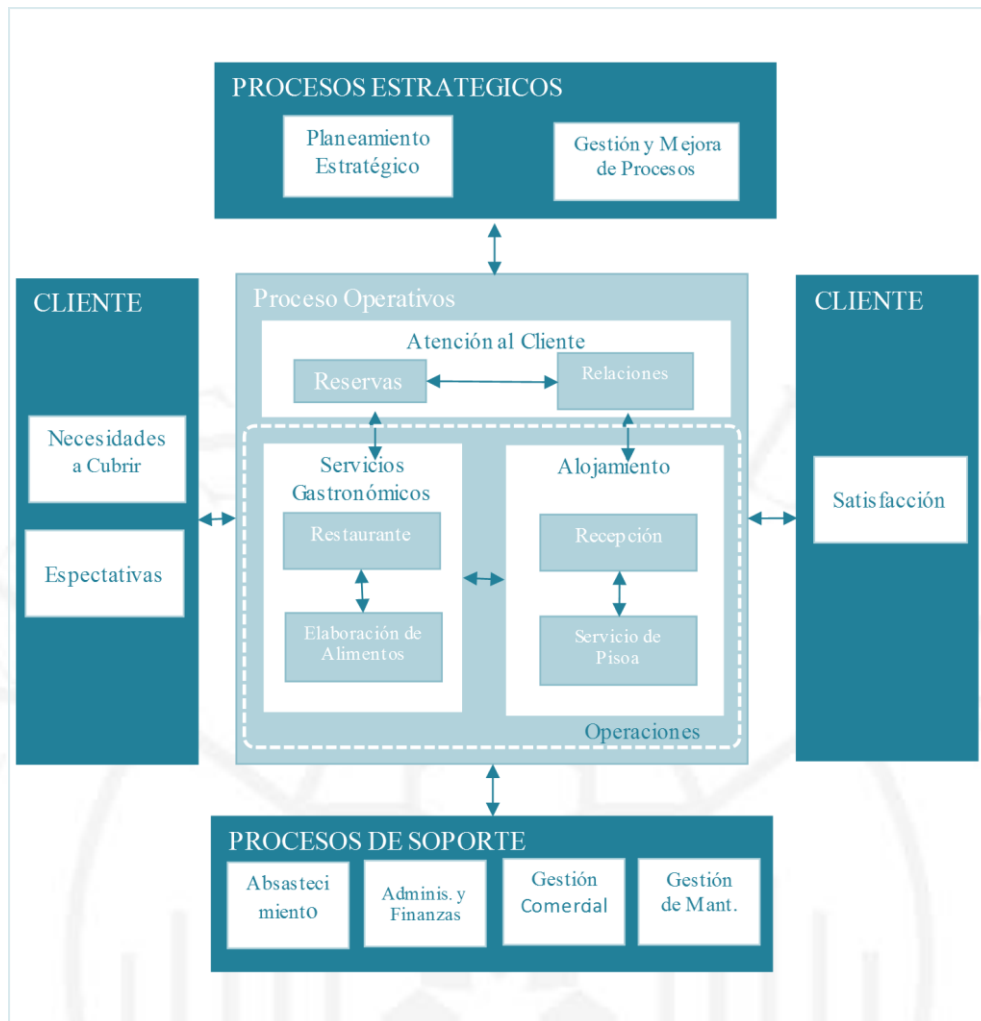 PROCESOS ESTRATEGICOS
Planeamiento
Estratégico
Gestión y Mejora
de Procesos
CLIENTE
Necesidades
a Cubrir
Espectativas
Proceso Operativos
Atención al Cliente
Reservas
Relaciones
Servicios
Gastronómicos
Restaurante
Elaboración de
Alimentos
Alojamiento
Recepción
Servicio de
Pisoa
Operaciones
CLIENTE
Satisfacción
PROCESOS DE SOPORTE
Absasteci
miento
Adminis. y
Finanzas
Gestión
Comercial
Gestión
de Mant.